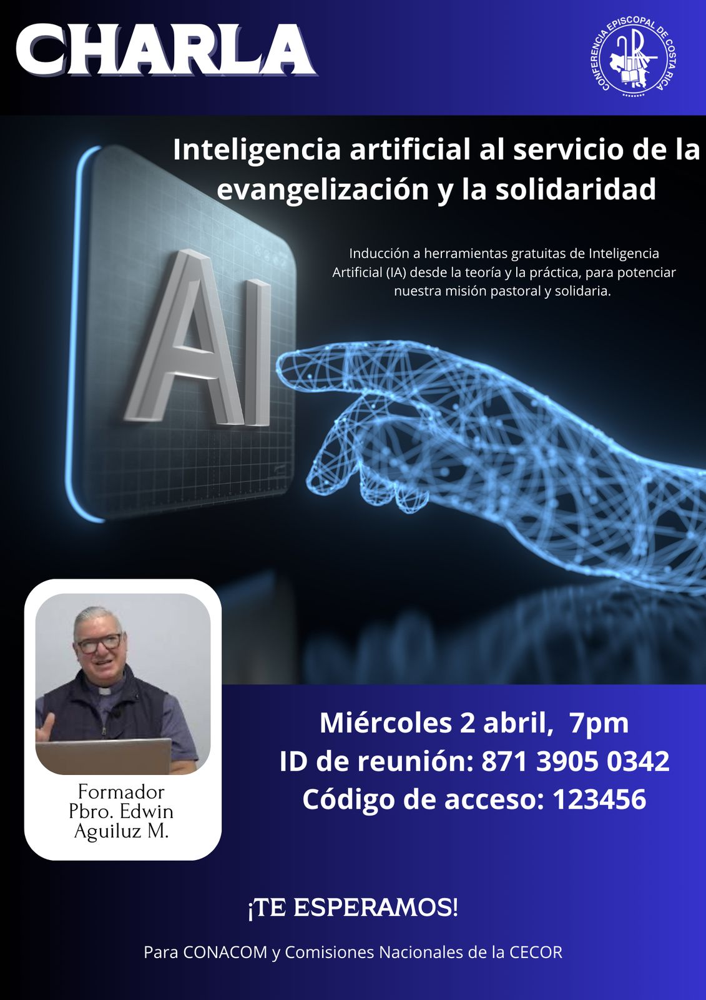 CHARLA
CONFERENCIA EPISCOPAL DE COSTA RICA
Inteligencia artificial al servicio de la
evangelización y la solidaridad
Inducción a herramientas gratuitas de Inteligencia
Artificial (IA) desde la teoría y la práctica, para potenciar
nuestra misión pastoral y solidaria.
AI
Formador
Pbro. Edwin
Aguiluz M.
Miércoles 2 abril,  7pm
ID de reunión: 871 3905 0342
Código de acceso: 123456
¡TE ESPERAMOS!
Para CONACOM y Comisiones Nacionales de la CECOR